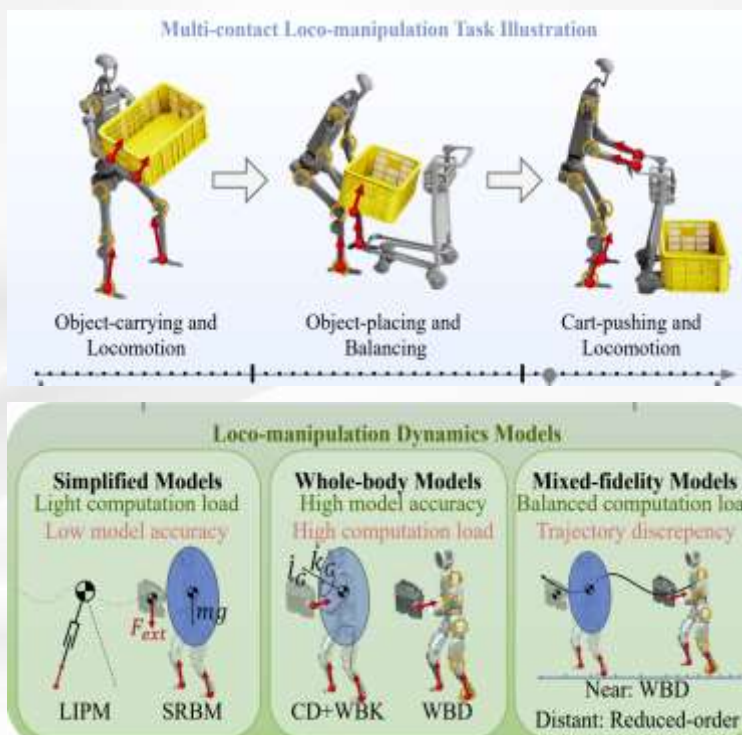 Multi-contact Loco-manipulation Task Illustration
Object-carrying and
Locomotion
Object-placing and
Balancing
Cart-pushing and
Locomotion
Loco-manipulation Dynamics Models
Simplified Models
Light computation load
Low model accuracy
F_ext
mg
LIPM
SRBM
Whole-body Models
High model accuracy
High computation load
l̇_G
k̇_G
CD+WBK
WBD
Mixed-fidelity Models
Balanced computation loa
Trajectory discrepency
Near: WBD
Distant: Reduced-order